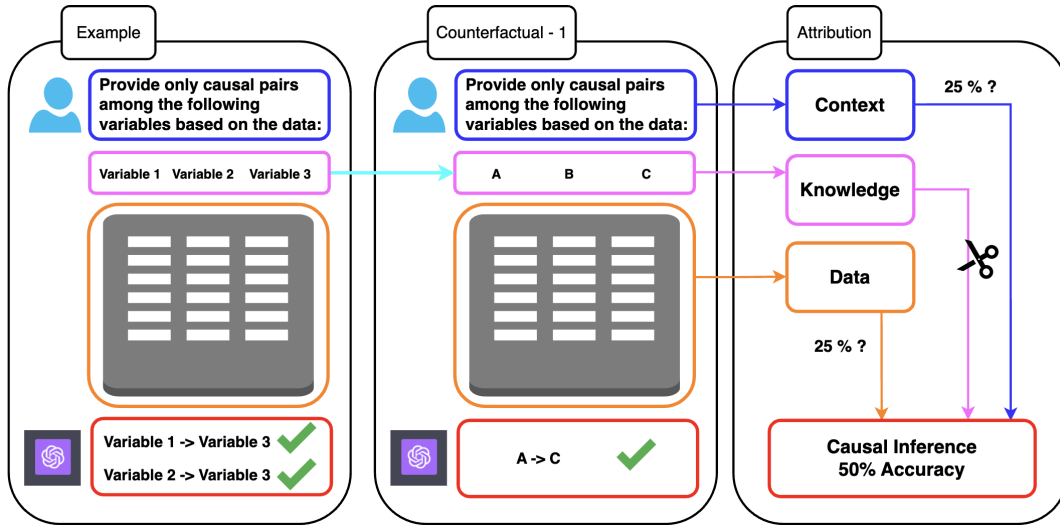 Example
Provide only causal pairs
among the following
variables based on the data:
Variable 1 Variable 2 Variable 3
Variable 1 -> Variable 3
Variable 2 -> Variable 3
Counterfactual - 1
Provide only causal pairs
among the following
variables based on the data:
A B C
A -> C
Attribution
Context
25 % ?
Knowledge
Data
25 % ?
Causal Inference
50% Accuracy